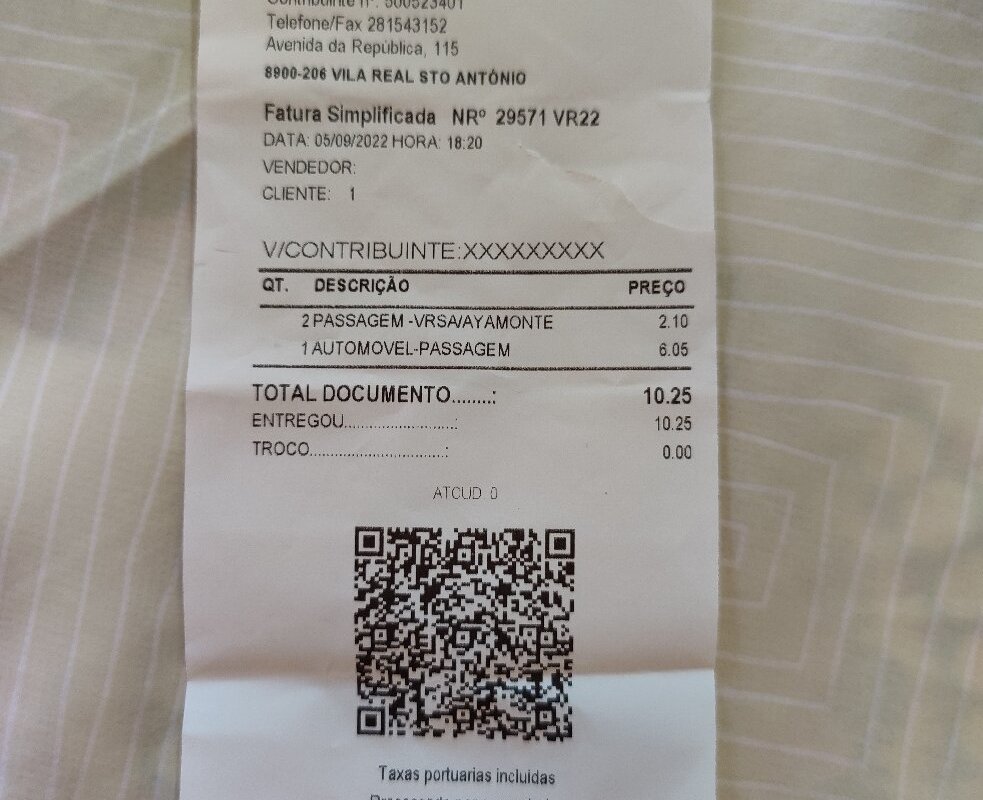 Contribuinte nº. 500523401
Telefone/Fax 281543152
Avenida da República, 115
8900-206 VILA REAL STO ANTÓNIO
Fatura Simplificada NRº 29571 VR22
DATA: 05/09/2022 HORA: 18:20
VENDEDOR:
CLIENTE: 1
V/CONTRIBUINTE:XXXXXXXXX
QT. DESCRIÇÃO PREÇO
2 PASSAGEM -VRSA/AYAMONTE 2.10
1 AUTOMOVEL-PASSAGEM 6.05
TOTAL DOCUMENTO........: 10.25
ENTREGOU.......................: 10.25
TROCO...............................: 0.00
ATCUD 0
Taxas portuarias incluidas